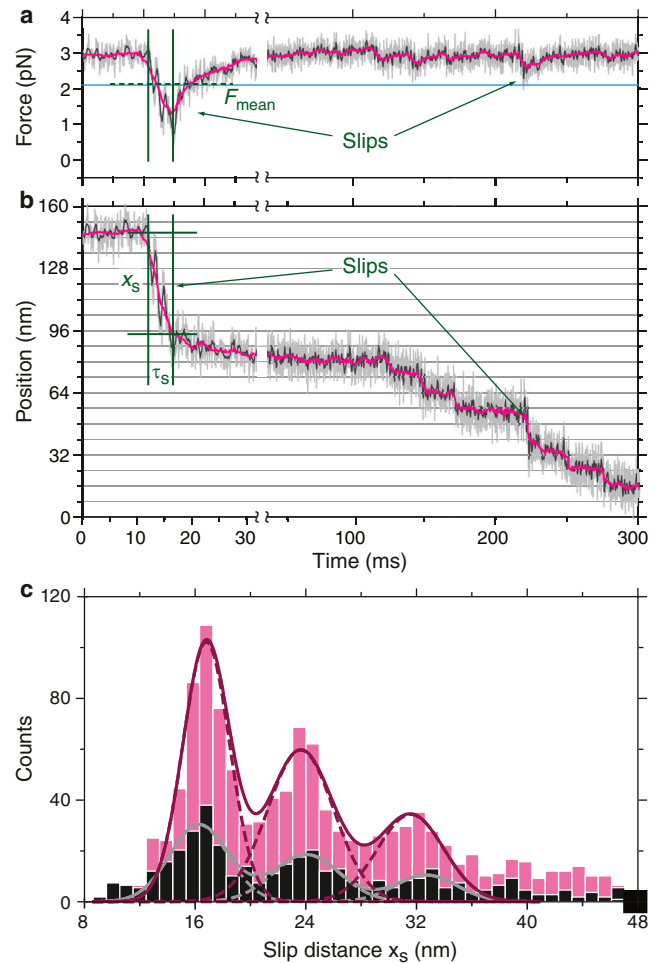 a
Force (pN)
4
3
2
1
0
F_mean
Slips
b
Position (nm)
160
128
96
64
32
0
x_s
τ_s
Slips
0 10 20 30 100 200 300
Time (ms)
c
Counts
120
80
40
0
8 16 24 32 40 48
Slip distance x_s (nm)